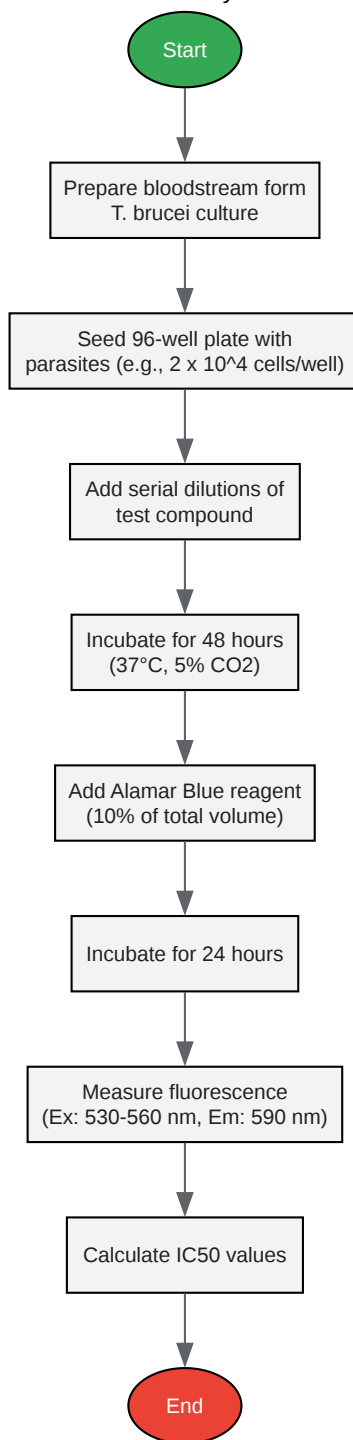 Start
Prepare bloodstream form
T. brucei culture
Seed 96-well plate with
parasites (e.g., 2 x 10^4 cells/well)
Add serial dilutions of
test compound
Incubate for 48 hours
(37°C, 5% CO2)
Add Alamar Blue reagent
(10% of total volume)
Incubate for 24 hours
Measure fluorescence
(Ex: 530-560 nm, Em: 590 nm)
Calculate IC50 values
End